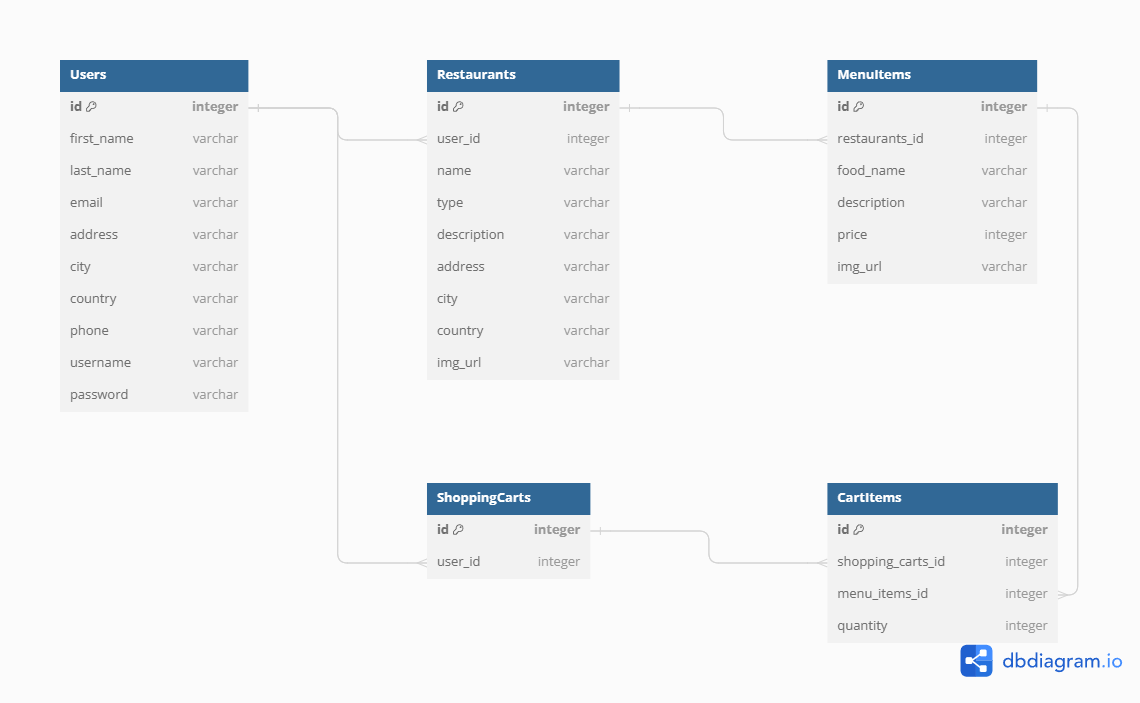 Users
id integer
first_name varchar
last_name varchar
email varchar
address varchar
city varchar
country varchar
phone varchar
username varchar
password varchar
Restaurants
id integer
user_id integer
name varchar
type varchar
description varchar
address varchar
city varchar
country varchar
img_url varchar
MenuItems
id integer
restaurants_id integer
food_name varchar
description varchar
price integer
img_url varchar
ShoppingCarts
id integer
user_id integer
CartItems
id integer
shopping_carts_id integer
menu_items_id integer
quantity integer
dbdiagram.io